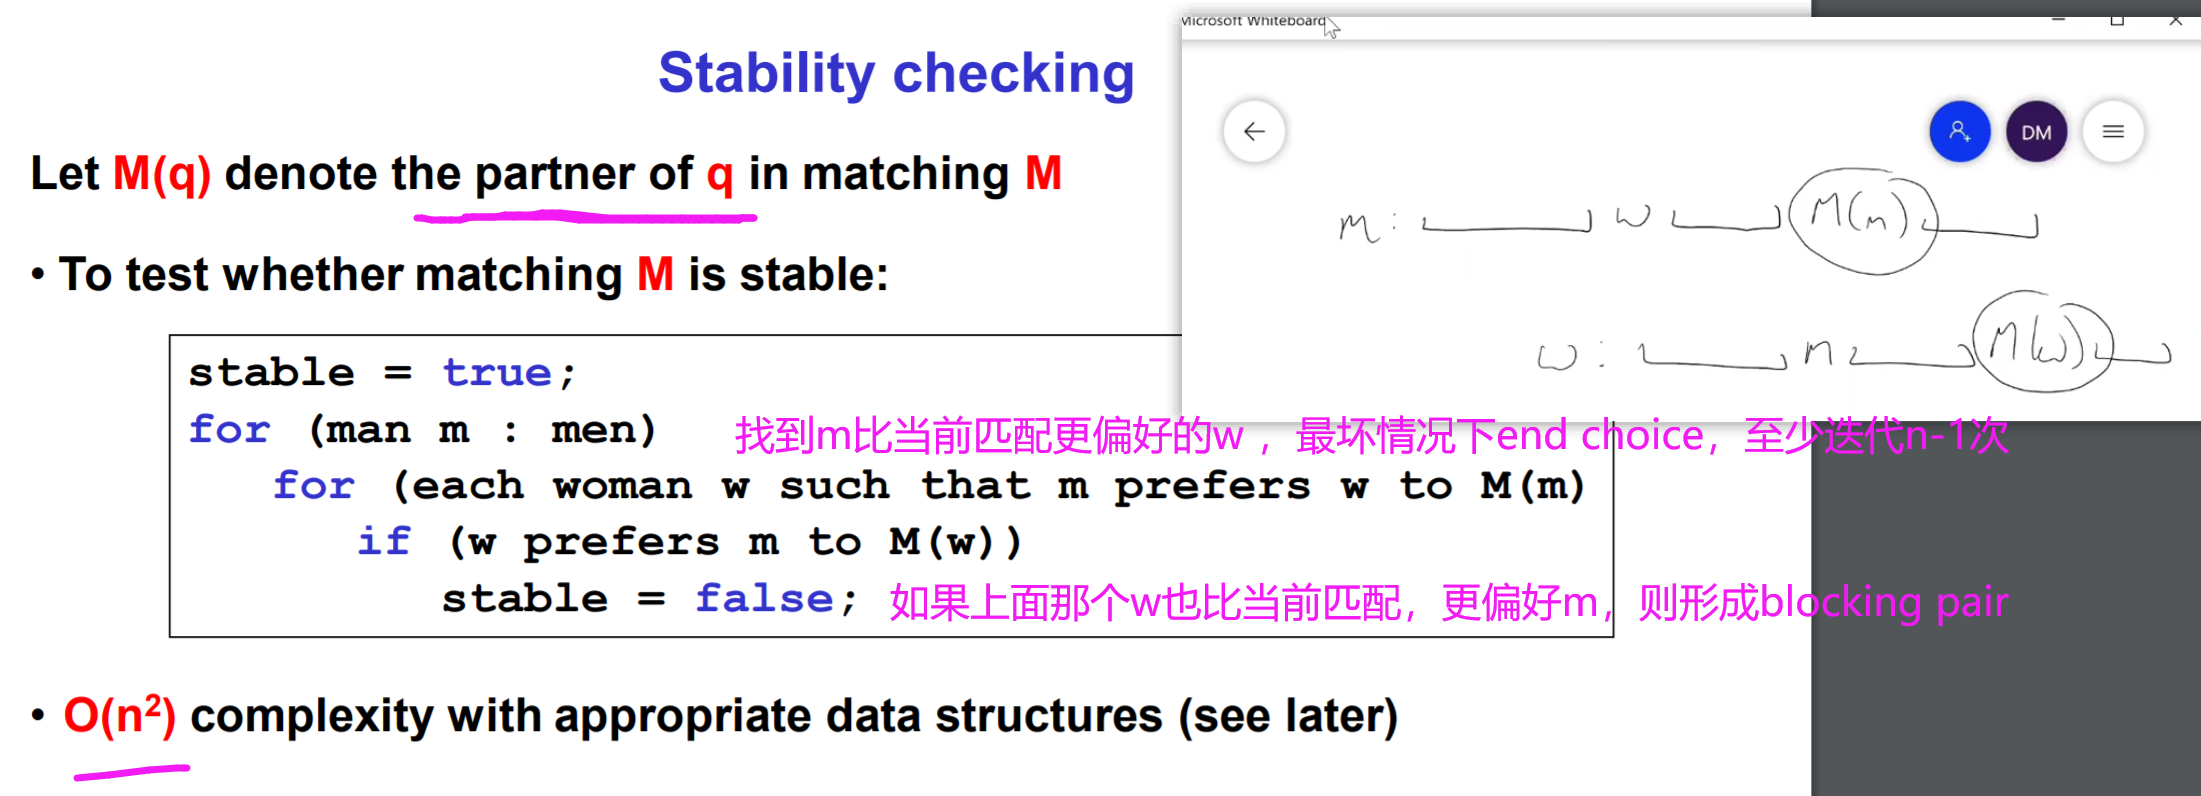 Microsoft Whiteboard
Stability checking
DM
Let M(q) denote the partner of q in matching M
m: w M(m)
• To test whether matching M is stable:
w: m M(w)
stable = true;
for (man m : men)
找到m比当前匹配更偏好的w ，最坏情况下end choice，至少迭代n-1次
for (each woman w such that m prefers w to M(m)
if (w prefers m to M(w))
stable = false;
如果上面那个w也比当前匹配，更偏好m，则形成blocking pair
• O(n²) complexity with appropriate data structures (see later)